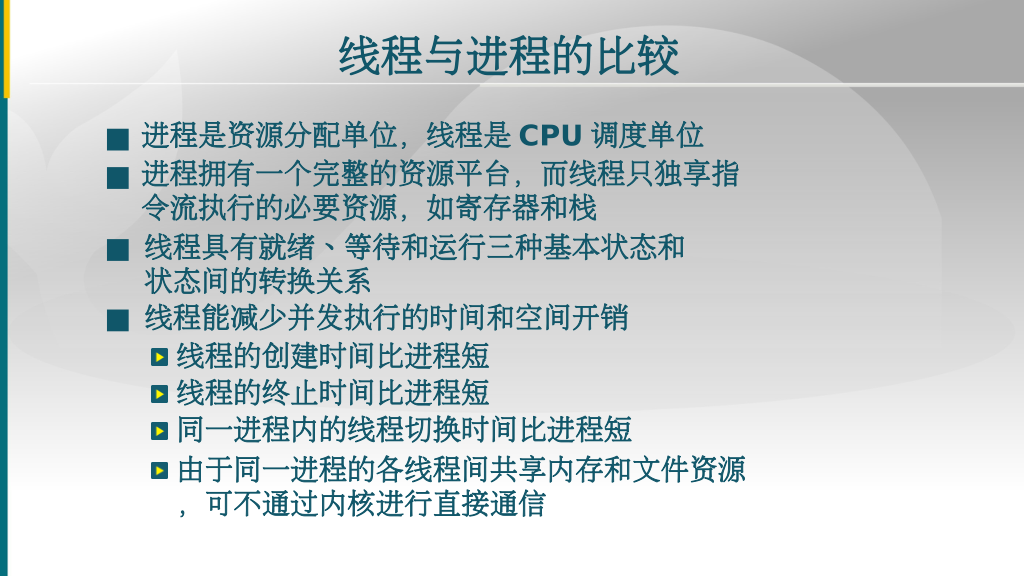 线程与进程的比较
进程是资源分配单位，线程是 CPU 调度单位
进程拥有一个完整的资源平台，而线程只独享指
令流执行的必要资源，如寄存器和栈
线程具有就绪、等待和运行三种基本状态和
状态间的转换关系
线程能减少并发执行的时间和空间开销
线程的创建时间比进程短
线程的终止时间比进程短
同一进程内的线程切换时间比进程短
由于同一进程的各线程间共享内存和文件资源
，可不通过内核进行直接通信